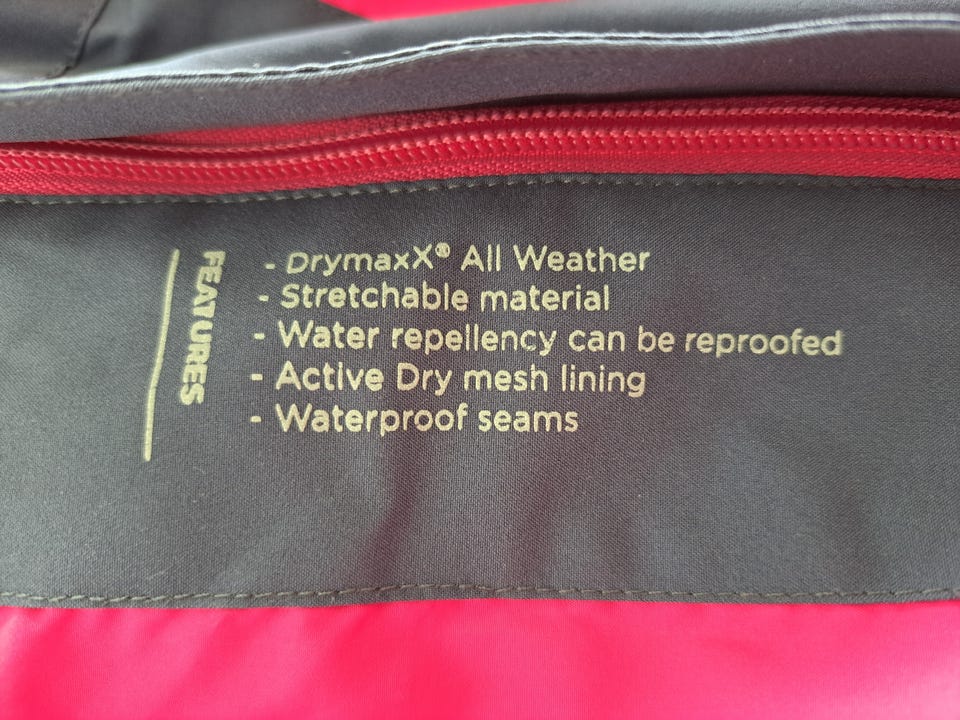 FEATURES
- DrymaxX® All Weather
- Stretchable material
- Water repellency can be reproofed
- Active Dry mesh lining
- Waterproof seams